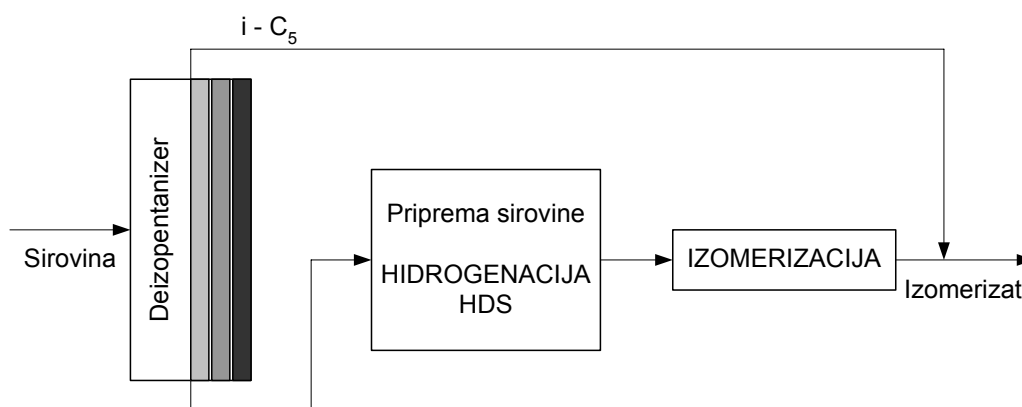 i - C₅
Deizopentanizer
Sirovina
Priprema sirovine
HIDROGENACIJA
HDS
IZOMERIZACIJA
Izomerizat